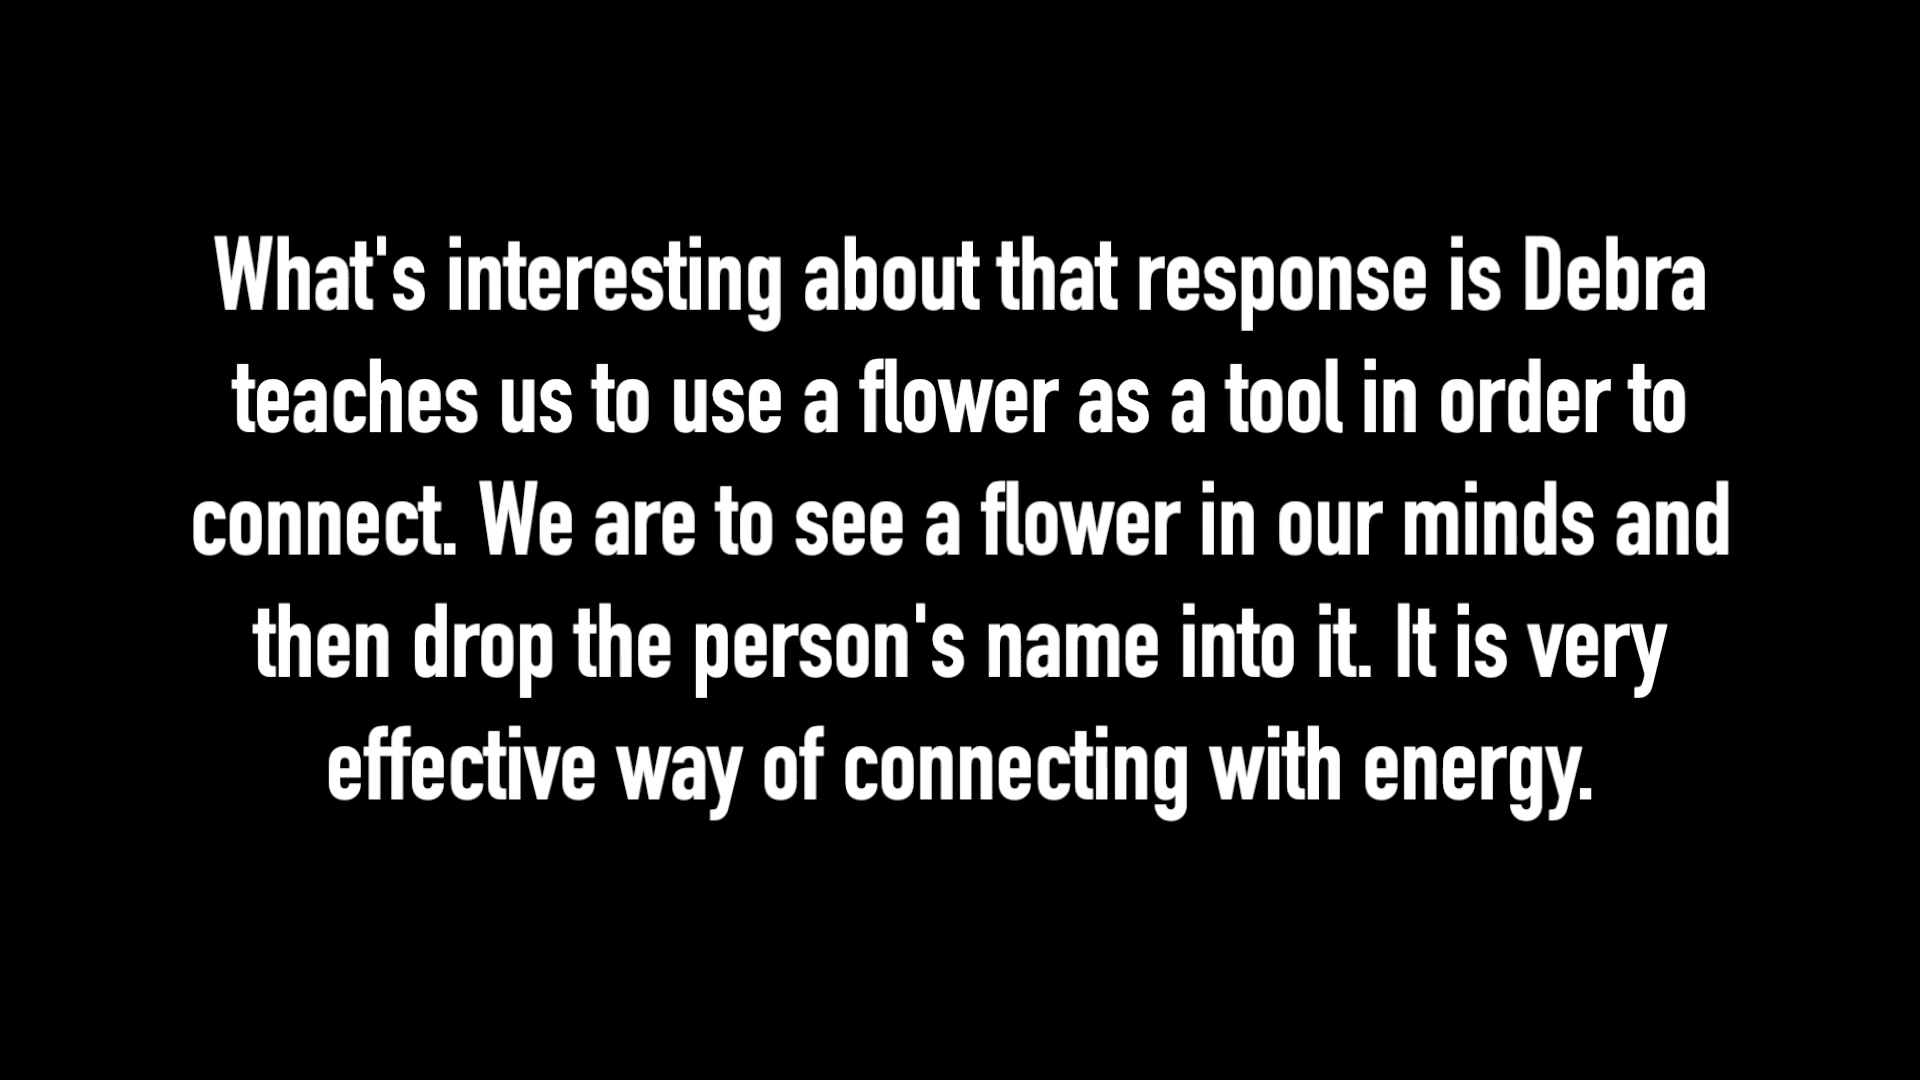 What's interesting about that response is Debra
teaches us to use a flower as a tool in order to
connect. We are to see a flower in our minds and
then drop the person's name into it. It is very
effective way of connecting with energy.